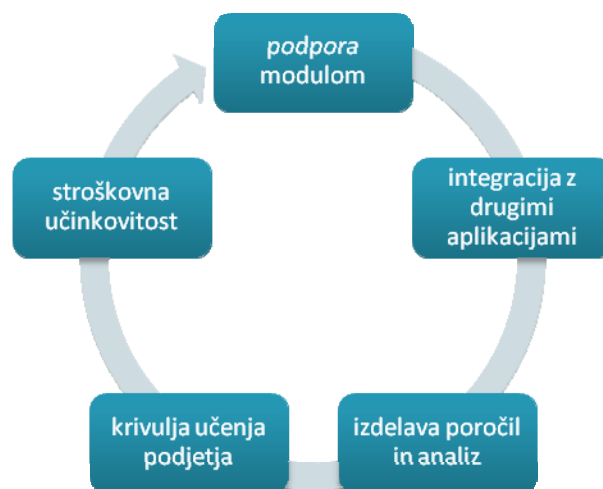 podpora
modulom
integracija z
drugimi
aplikacijami
izdelava poročil
in analiz
krivulja učenja
podjetja
stroškovna
učinkovitost